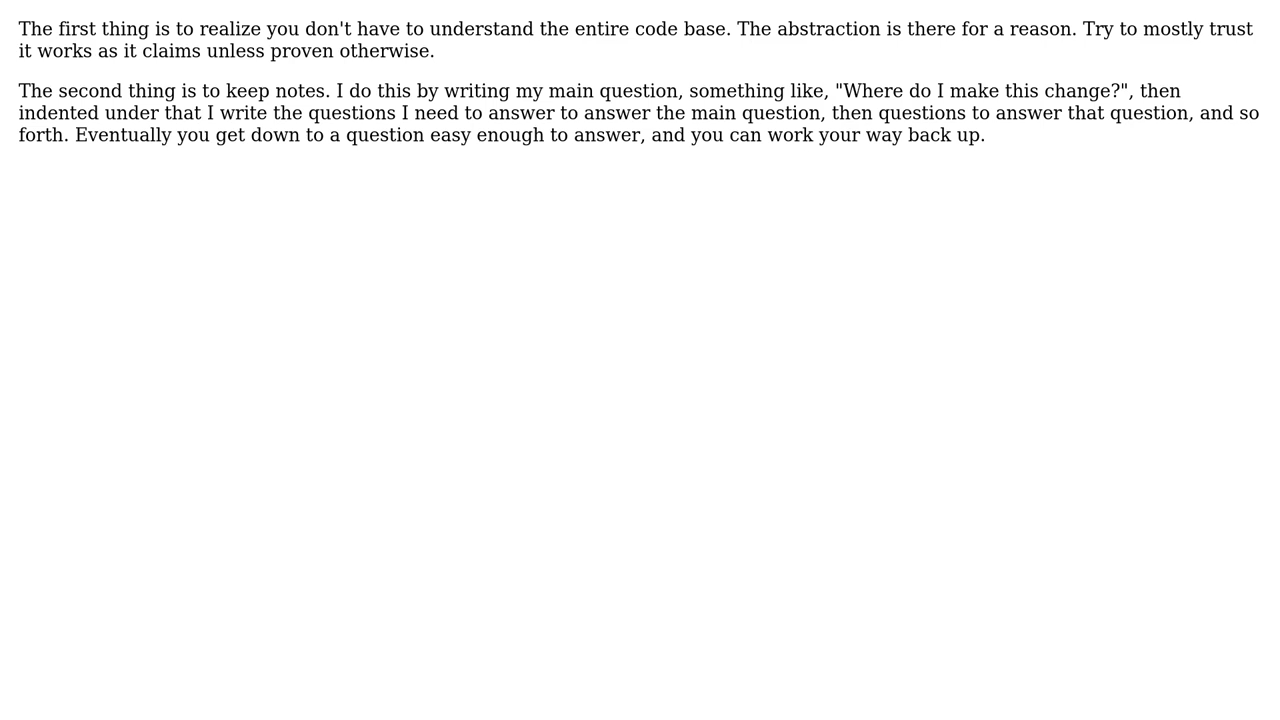 The first thing is to realize you don't have to understand the entire code base. The abstraction is there for a reason. Try to mostly trust
it works as it claims unless proven otherwise.
The second thing is to keep notes. I do this by writing my main question, something like, "Where do I make this change?", then
indented under that I write the questions I need to answer to answer the main question, then questions to answer that question, and so
forth. Eventually you get down to a question easy enough to answer, and you can work your way back up.